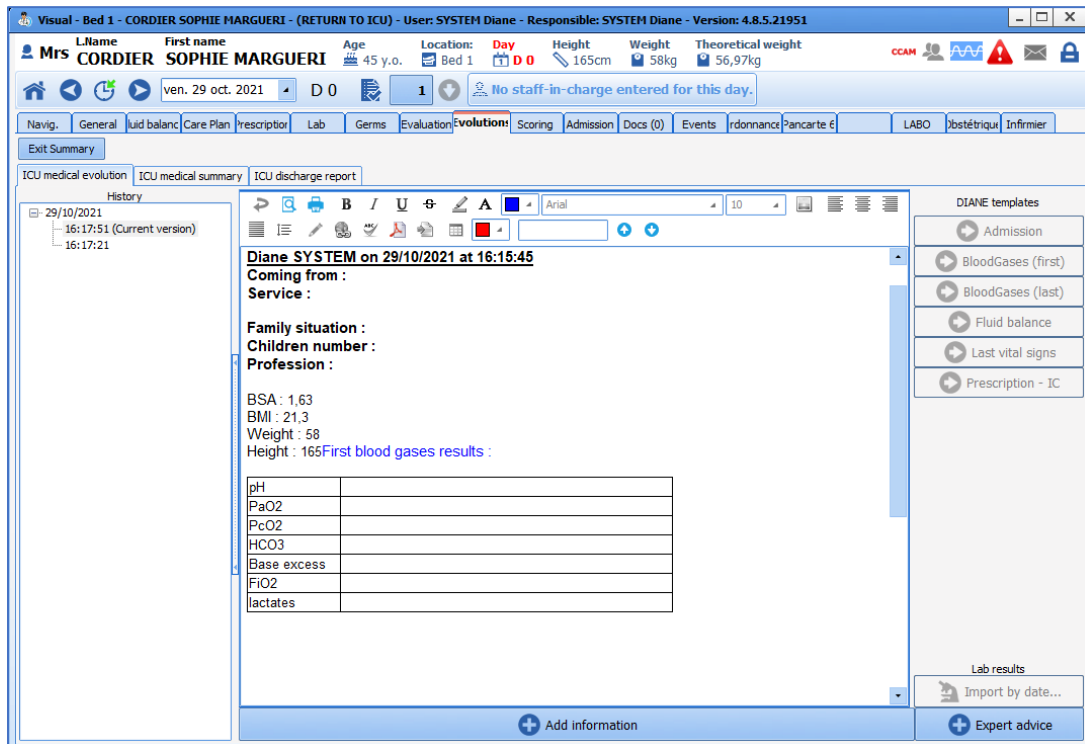 Visual - Bed 1 - CORDIER SOPHIE MARGUERI - (RETURN TO ICU) - User: SYSTEM Diane - Responsible: SYSTEM Diane - Version: 4.8.5.21951
L.Name First name Age Location: Day Height Weight Theoretical weight
Mrs CORDIER SOPHIE MARGUERI 45 y.o. Bed 1 D 0 165cm 58kg 56,97kg CCAM
ven. 29 oct. 2021 D 0 1 No staff-in-charge entered for this day.
Navig. General luid balanc Care Plan Prescription Lab Germs Evaluation Evolutions Scoring Admission Docs (0) Events rdonnance Pancarte 6 LABO Obstétrique Infirmier
Exit Summary
ICU medical evolution ICU medical summary ICU discharge report
History
29/10/2021
16:17:51 (Current version)
16:17:21
B I U S A Arial 10
ABC
Diane SYSTEM on 29/10/2021 at 16:15:45
Coming from :
Service :
Family situation :
Children number :
Profession :
BSA : 1,63
BMI : 21,3
Weight : 58
Height : 165First blood gases results :
pH
PaO2
PcO2
HCO3
Base excess
FiO2
lactates
DIANE templates
Admission
BloodGases (first)
BloodGases (last)
Fluid balance
Last vital signs
Prescription - IC
Lab results
Import by date...
Add information
Expert advice